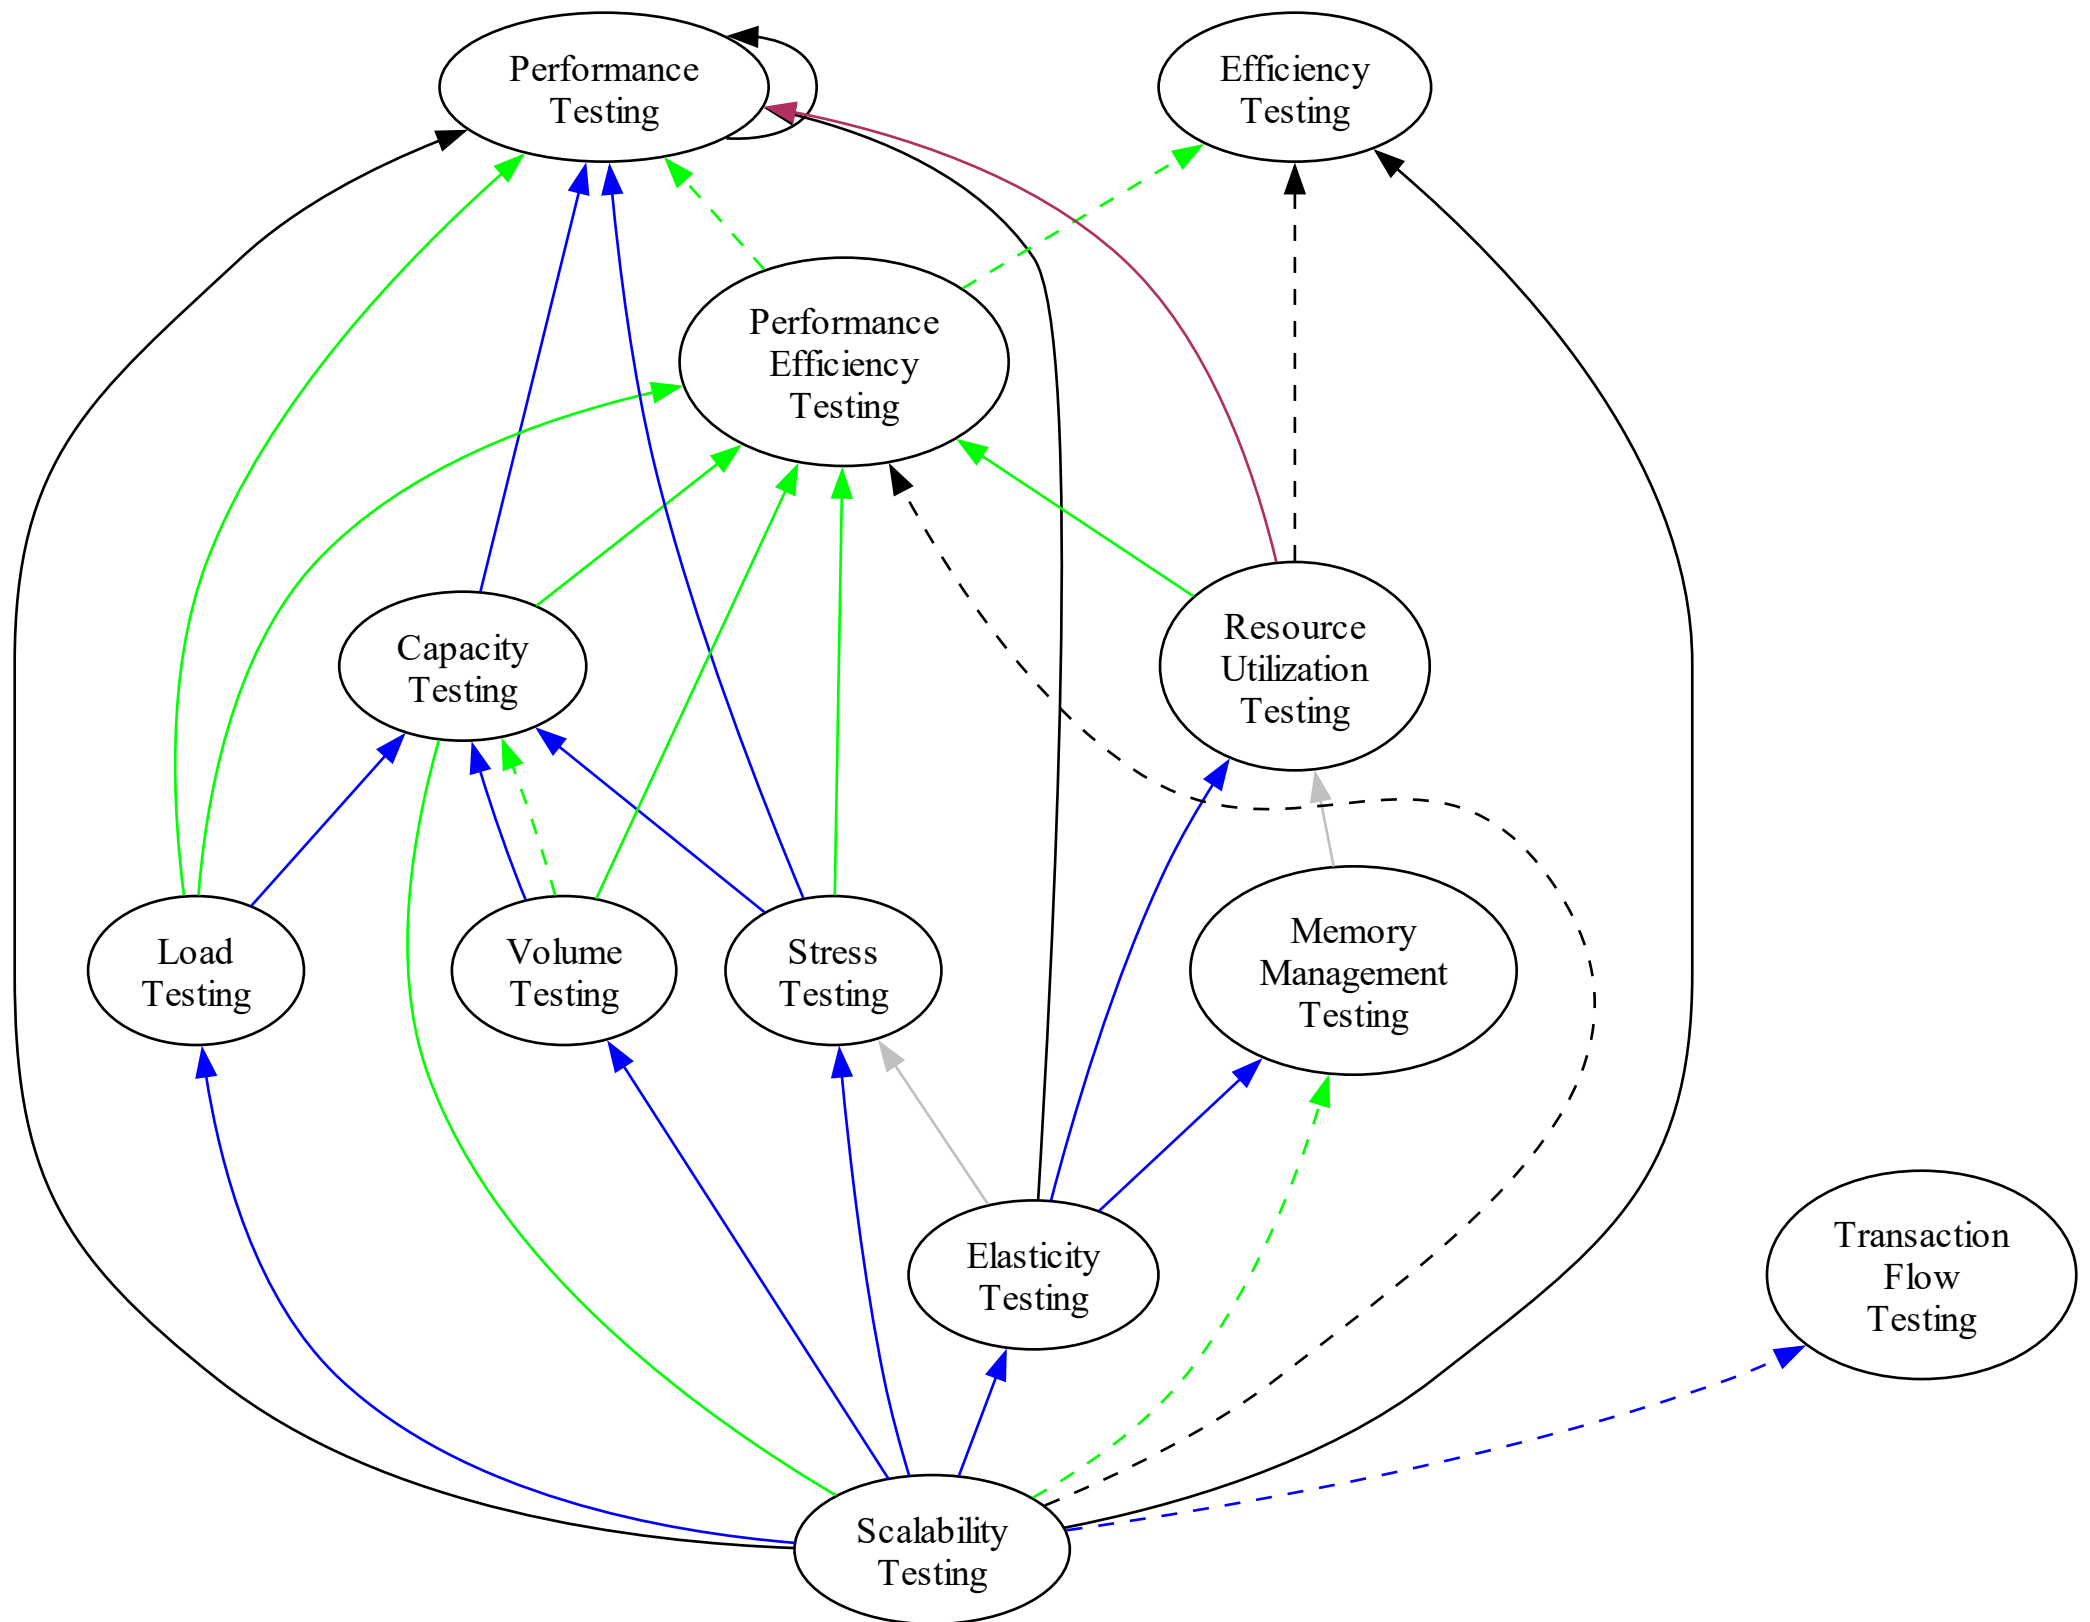 Performance
Testing
Efficiency
Testing
Performance
Efficiency
Testing
Capacity
Testing
Resource
Utilization
Testing
Load
Testing
Volume
Testing
Stress
Testing
Memory
Management
Testing
Elasticity
Testing
Transaction
Flow
Testing
Scalability
Testing